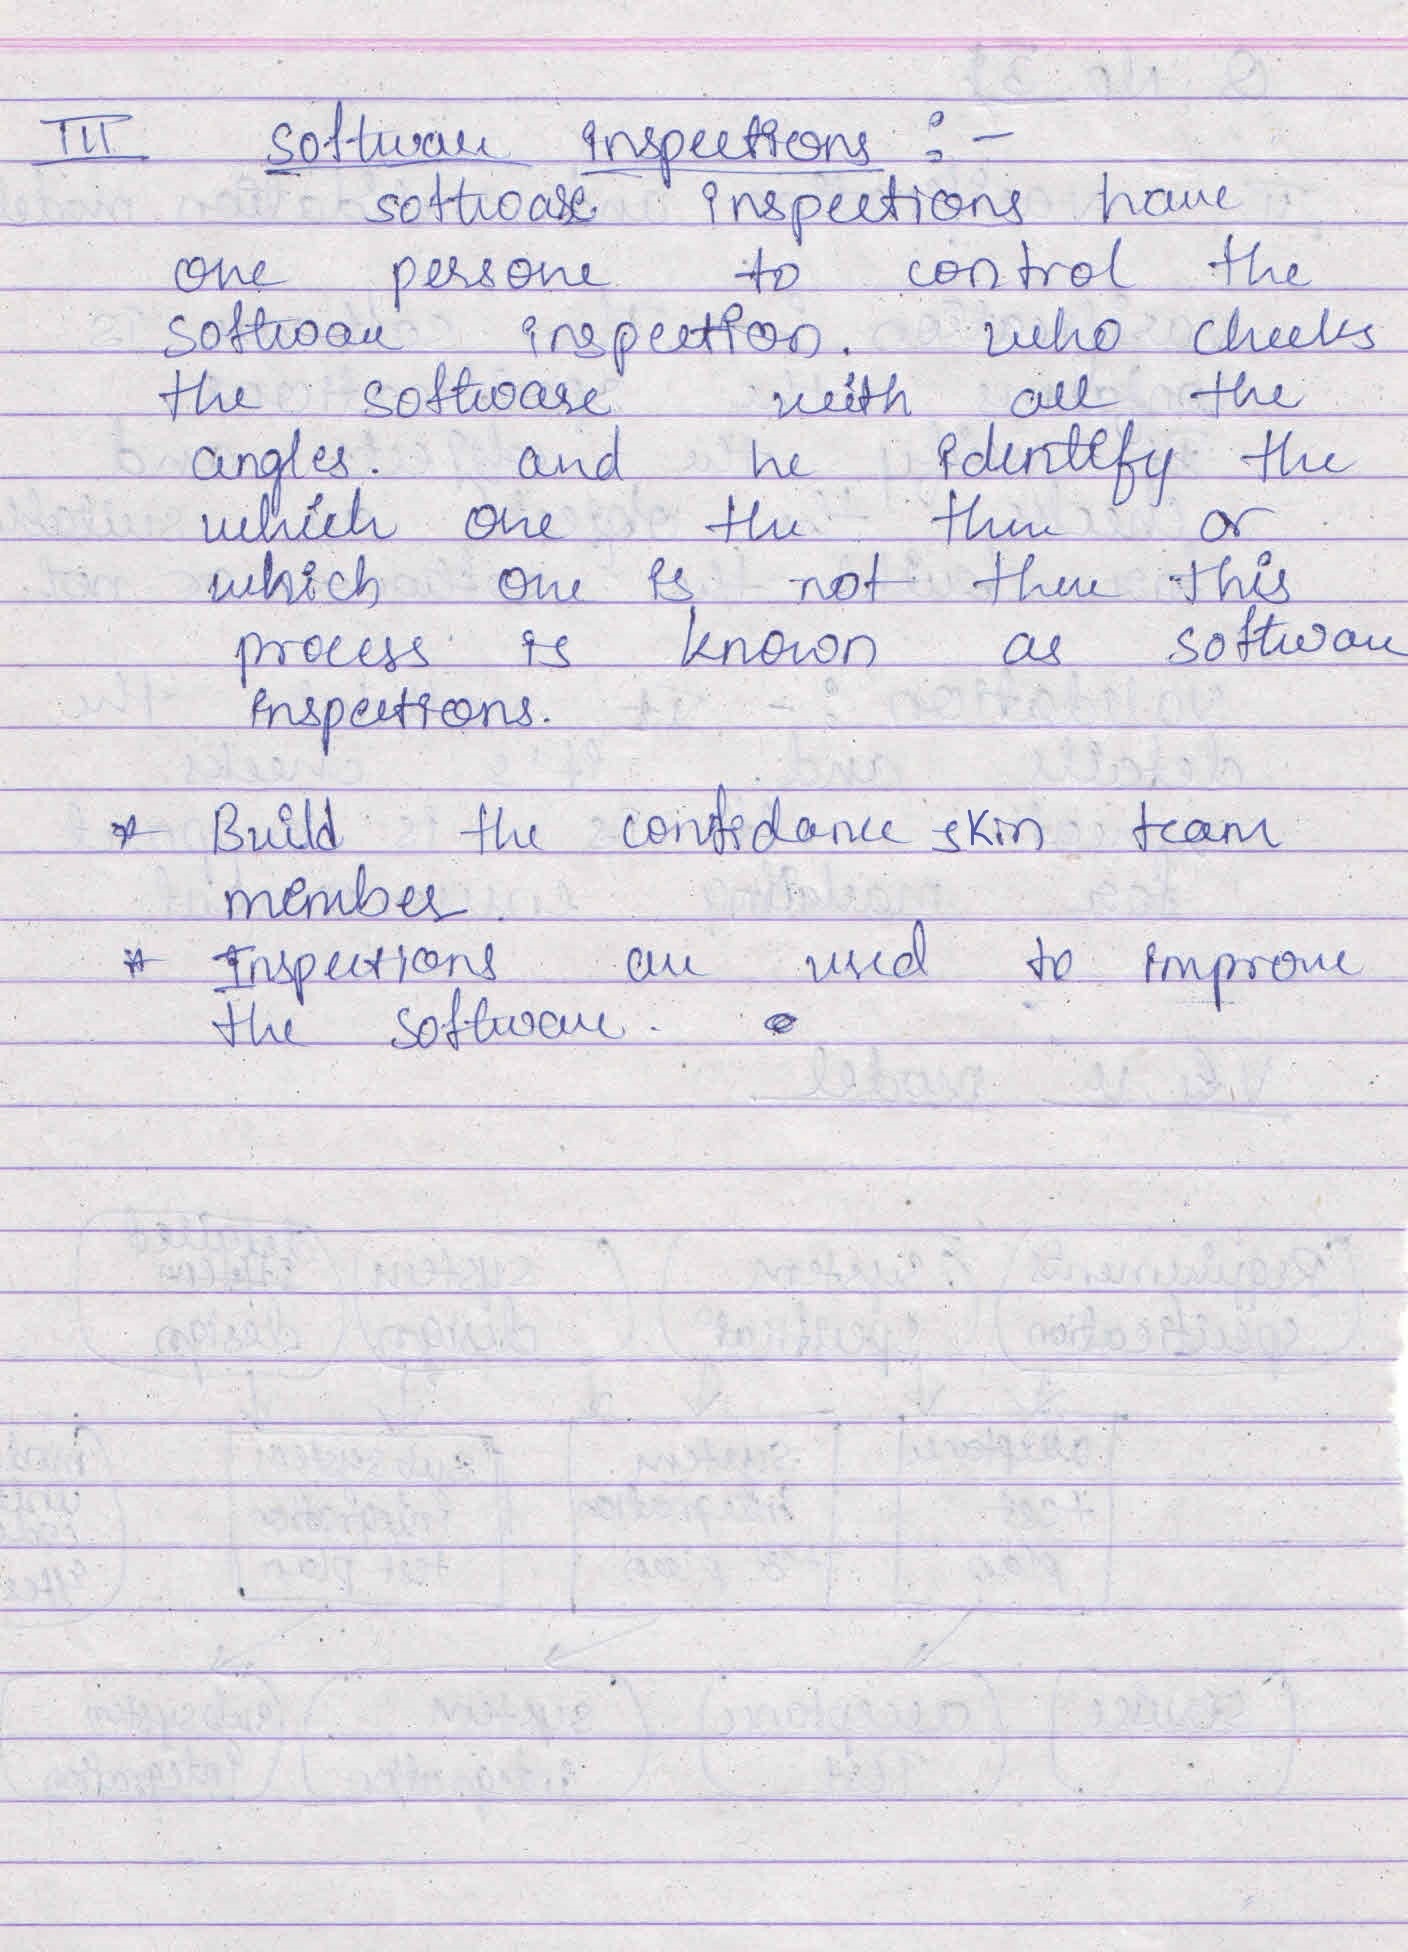 III Software inspections :-
software inspections have
one persone to control the
software inspection. who checks
the software with all the
angles. and he identify the
which one the there or
which one is not there this
process is known as software
inspections.
* Build the confidance skin team
member.
* Inspections are used to improve
the software.